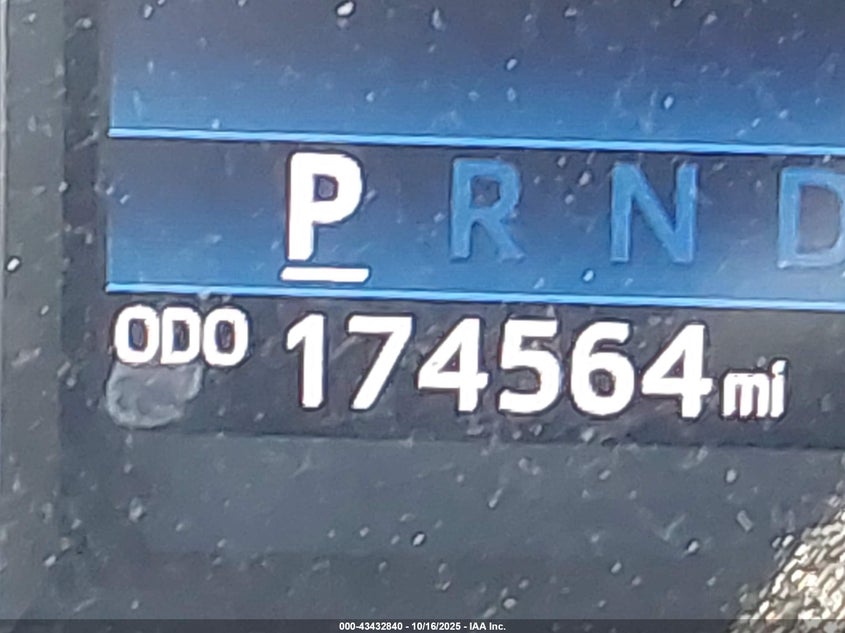 P R N D
ODO 174564 mi
000-43432840 - 10/16/2025 - IAA Inc.